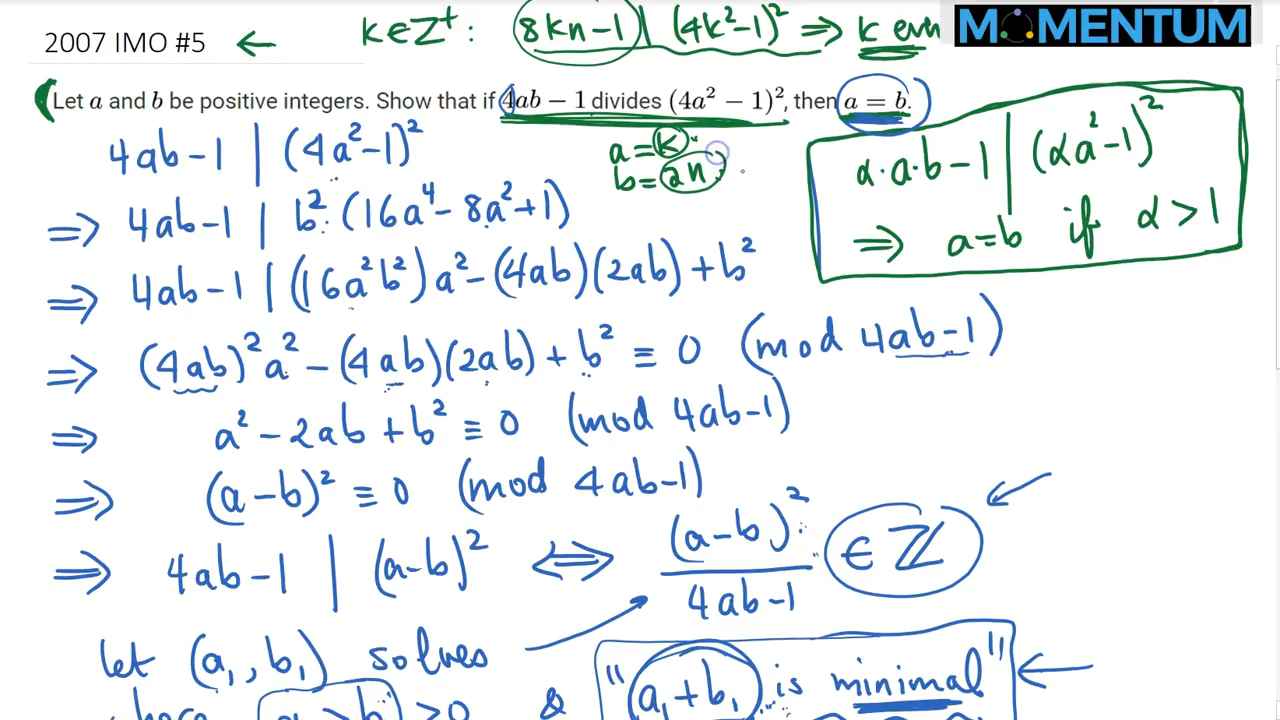 2007 IMO #5 ← k∈ℤ⁺: 8kn−1 | (4k²−1)² ⟹ k even
MOMENTUM
Let a and b be positive integers. Show that if 4ab − 1 divides (4a² − 1)², then a = b.
4ab−1 | (4a²−1)²
a=k
b=2n
α·a·b−1 | (αa²−1)²
⟹ a=b if α>1
⟹ 4ab−1 | b²·(16a⁴−8a²+1)
⟹ 4ab−1 | (16a²b²)a²−(4ab)(2ab)+b²
⟹ (4ab)²a²−(4ab)(2ab)+b² ≡ 0 (mod 4ab−1)
⟹ a²−2ab+b² ≡ 0 (mod 4ab−1)
⟹ (a−b)² ≡ 0 (mod 4ab−1)
⟹ 4ab−1 | (a−b)² ⟺ (a−b)²/(4ab−1) ∈ ℤ
let (a₁, b₁) solves
"a₁+b₁ is minimal"
>0 &